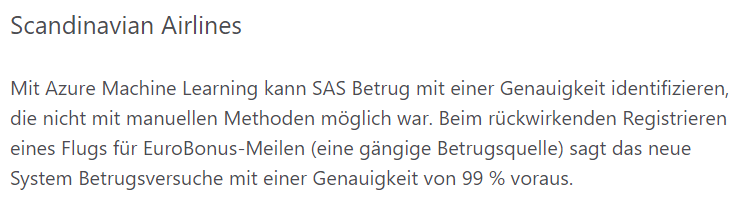 Scandinavian Airlines
Mit Azure Machine Learning kann SAS Betrug mit einer Genauigkeit identifizieren,
die nicht mit manuellen Methoden möglich war. Beim rückwirkenden Registrieren
eines Flugs für EuroBonus-Meilen (eine gängige Betrugsquelle) sagt das neue
System Betrugsversuche mit einer Genauigkeit von 99 % voraus.